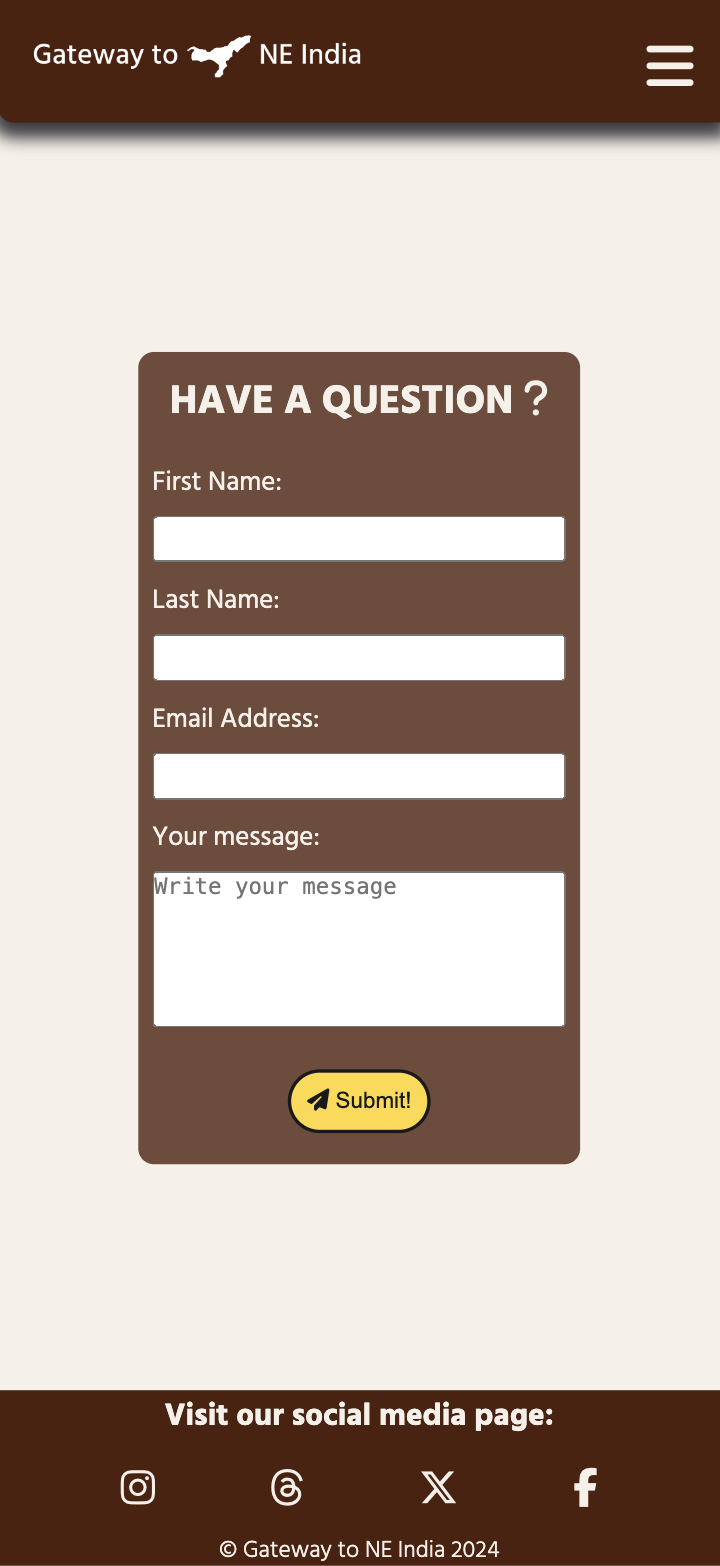 Gateway to NE India
HAVE A QUESTION ?
First Name:
Last Name:
Email Address:
Your message:
Write your message
Submit!
Visit our social media page:
© Gateway to NE India 2024